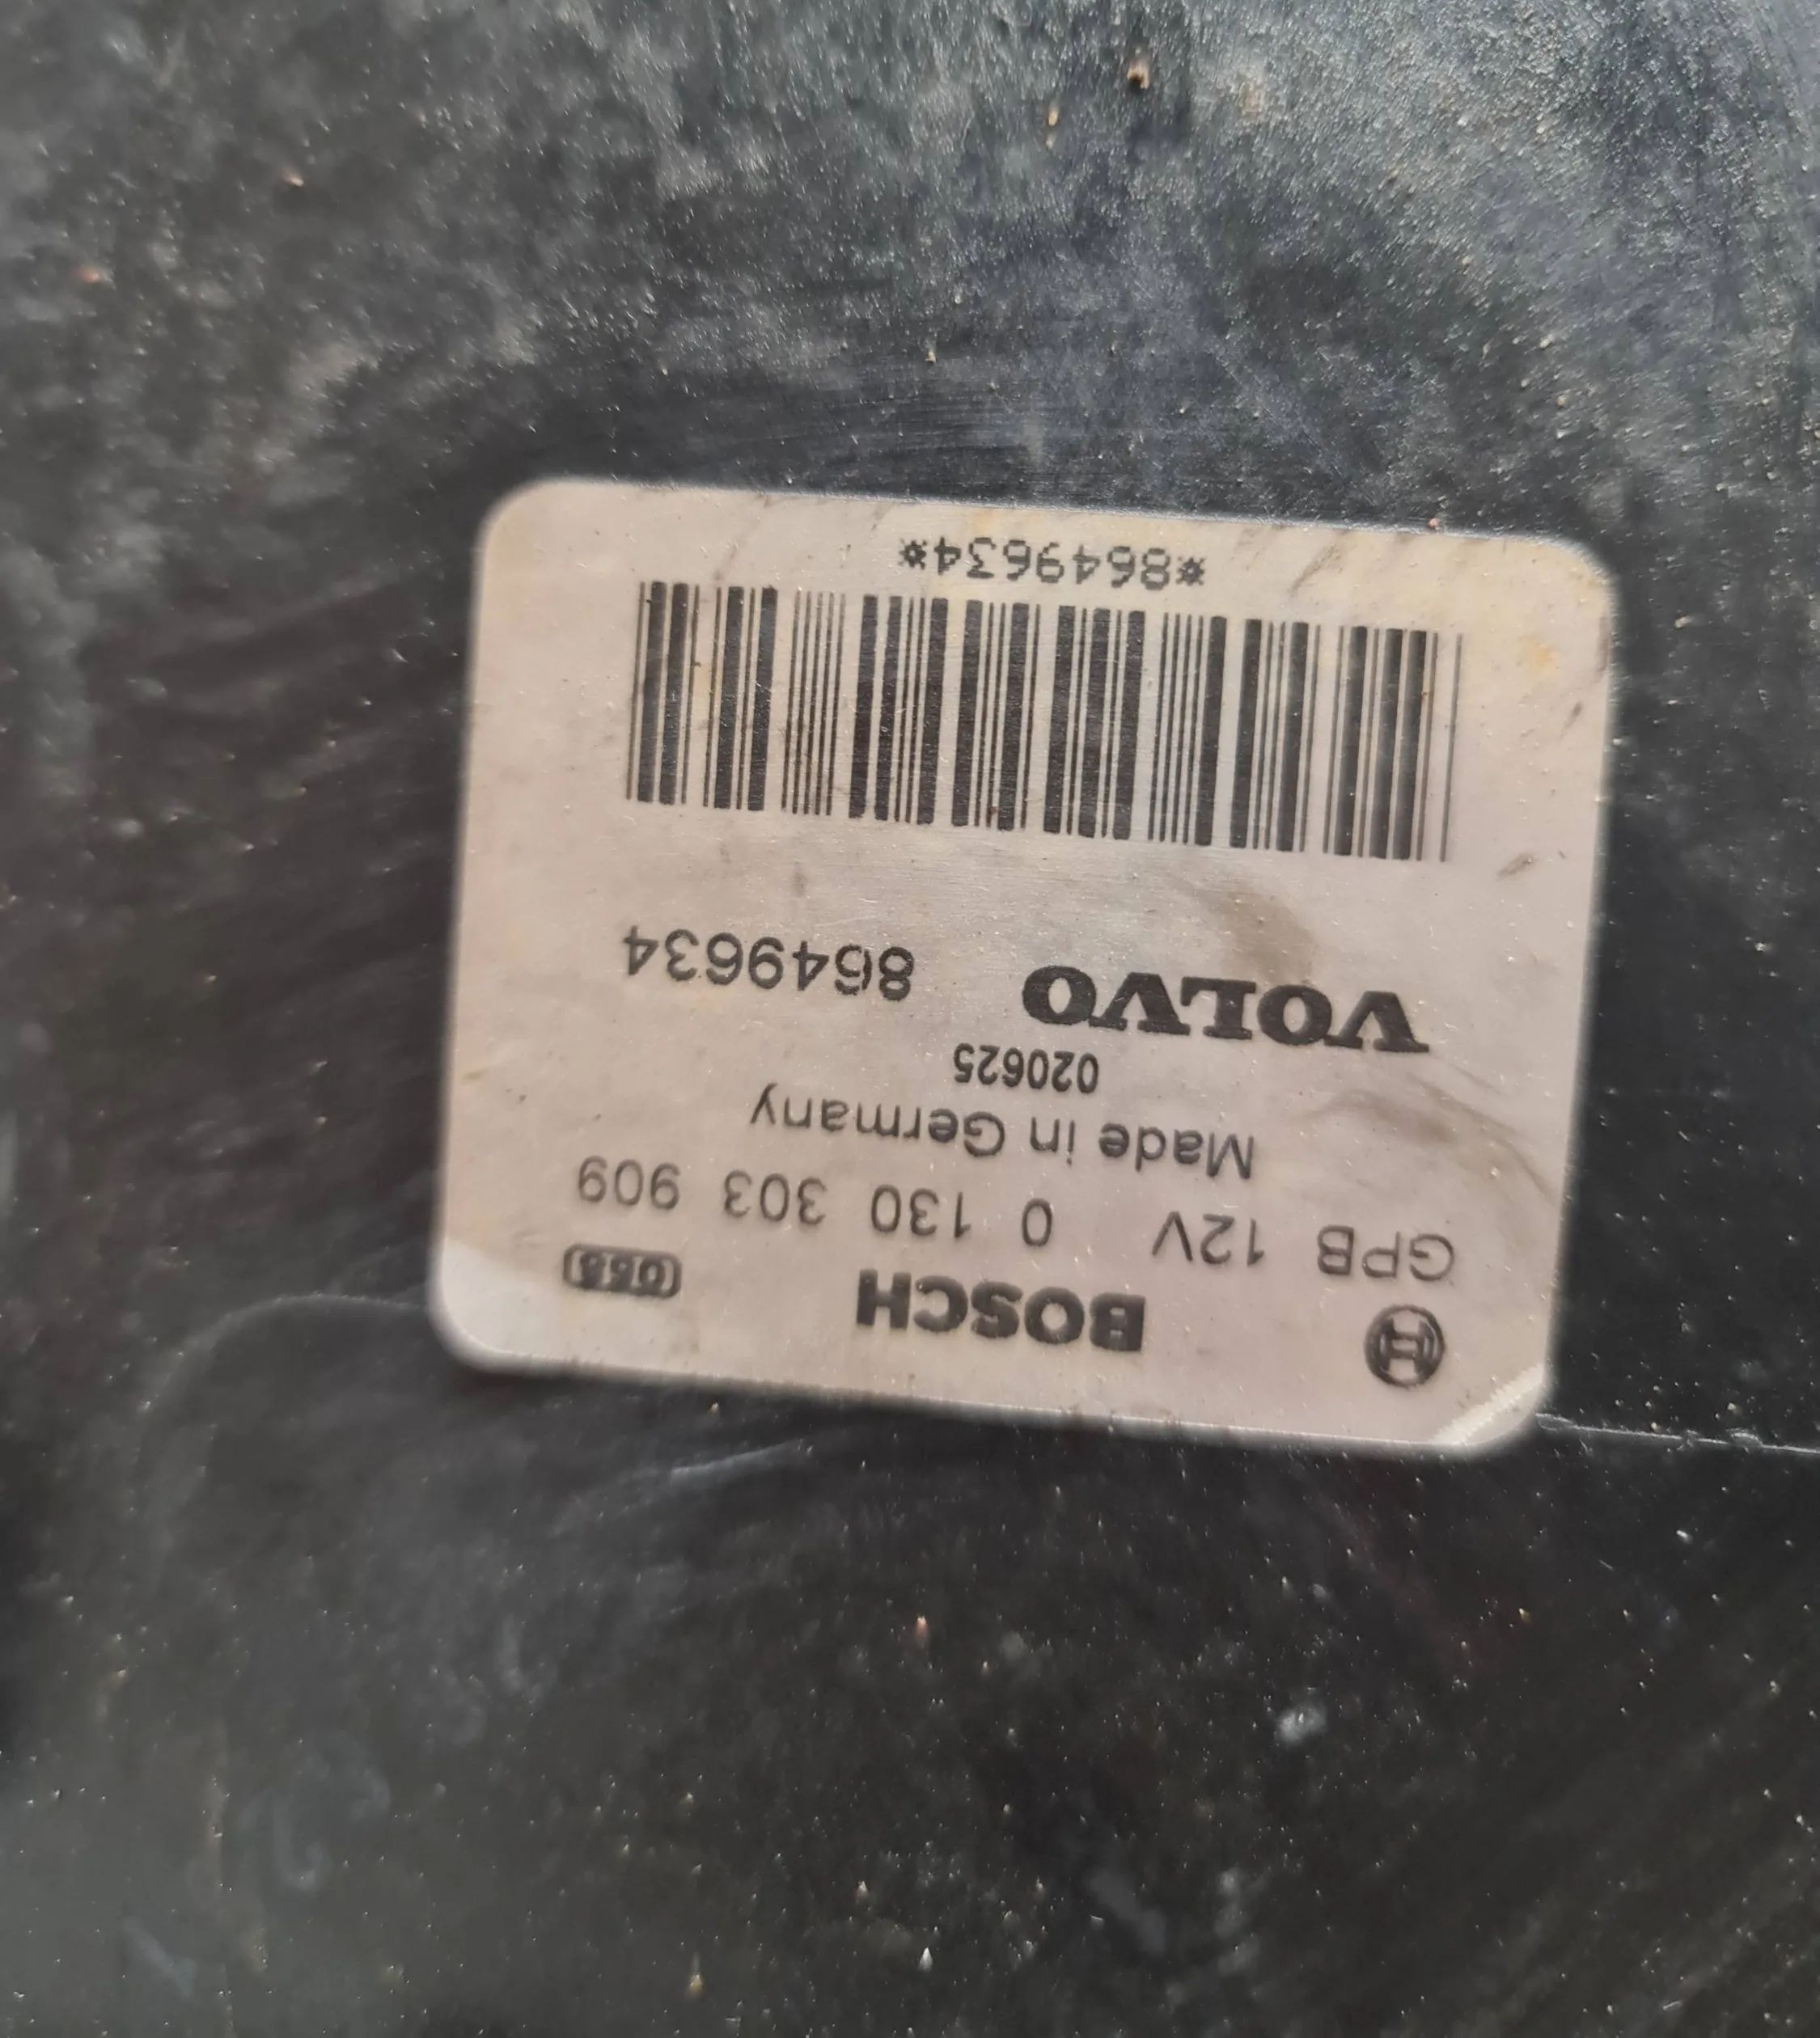 BOSCH
GPB 12V 0 130 303 909
Made in Germany
020625
VOLVO 8649634
*8649634*